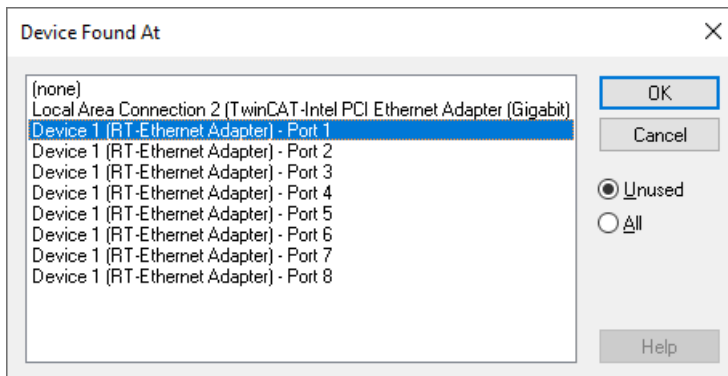 Device Found At
(none)
Local Area Connection 2 (TwinCAT-Intel PCI Ethernet Adapter (Gigabit)
Device 1 (RT-Ethernet Adapter) - Port 1
Device 1 (RT-Ethernet Adapter) - Port 2
Device 1 (RT-Ethernet Adapter) - Port 3
Device 1 (RT-Ethernet Adapter) - Port 4
Device 1 (RT-Ethernet Adapter) - Port 5
Device 1 (RT-Ethernet Adapter) - Port 6
Device 1 (RT-Ethernet Adapter) - Port 7
Device 1 (RT-Ethernet Adapter) - Port 8
OK
Cancel
Unused
All
Help